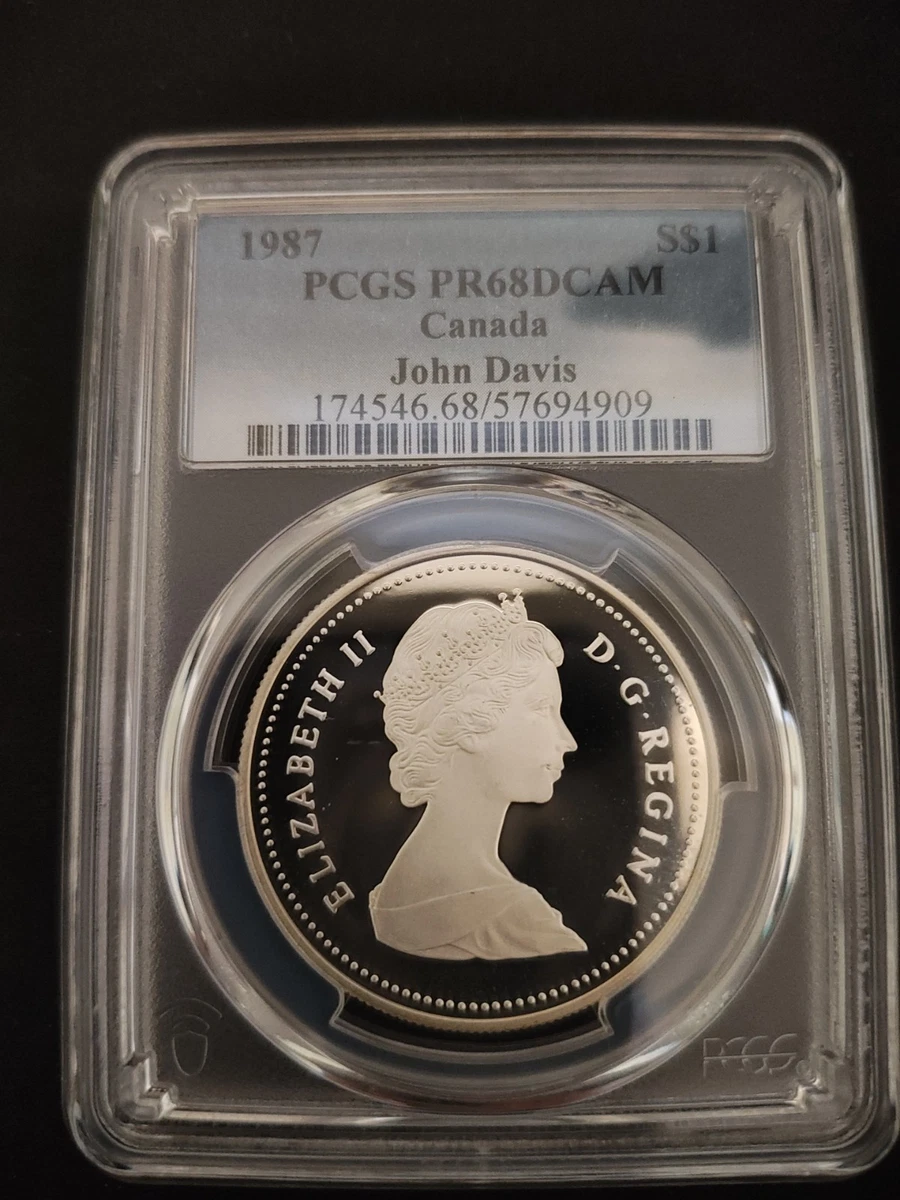 1987 S$1
PCGS PR68DCAM
Canada
John Davis
174546.68/57694909
ELIZABETH II D·G·REGINA
PCGS